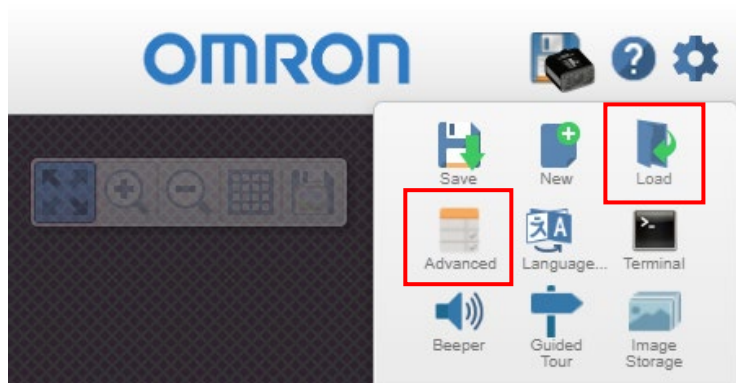 OMRON
Save New Load
Advanced Language... Terminal
Beeper Guided Tour Image Storage